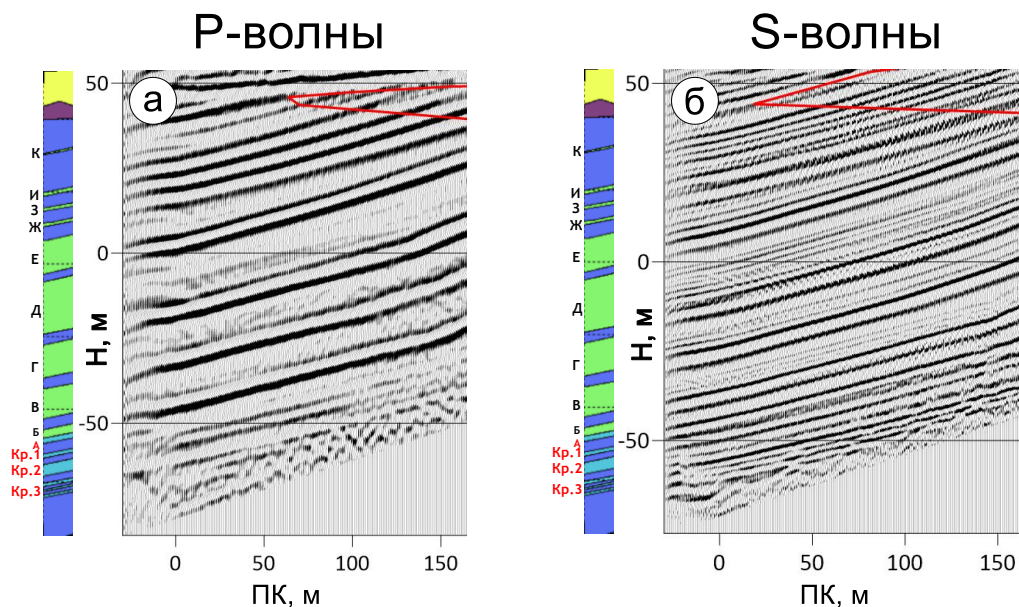 P-волны
S-волны
50
а
К
И
З
Ж
0
Е
Д
Н, м
Г
В
-50
Б
А
Кр.1
Кр.2
Кр.3
0
50
100
150
ПК, м
50
б
К
И
З
Ж
0
Е
Д
Н, м
Г
В
-50
Б
А
Кр.1
Кр.2
Кр.3
0
50
100
150
ПК, м